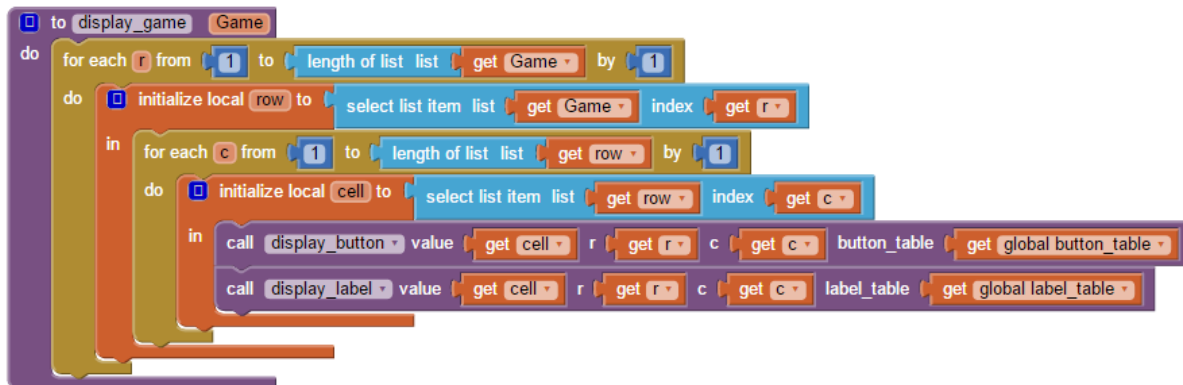 to display_game Game
do for each r from 1 to length of list list get Game by 1
do initialize local row to select list item list get Game index get r
in for each c from 1 to length of list list get row by 1
do initialize local cell to select list item list get row index get c
in call display_button value get cell r get r c get c button_table get global button_table
call display_label value get cell r get r c get c label_table get global label_table